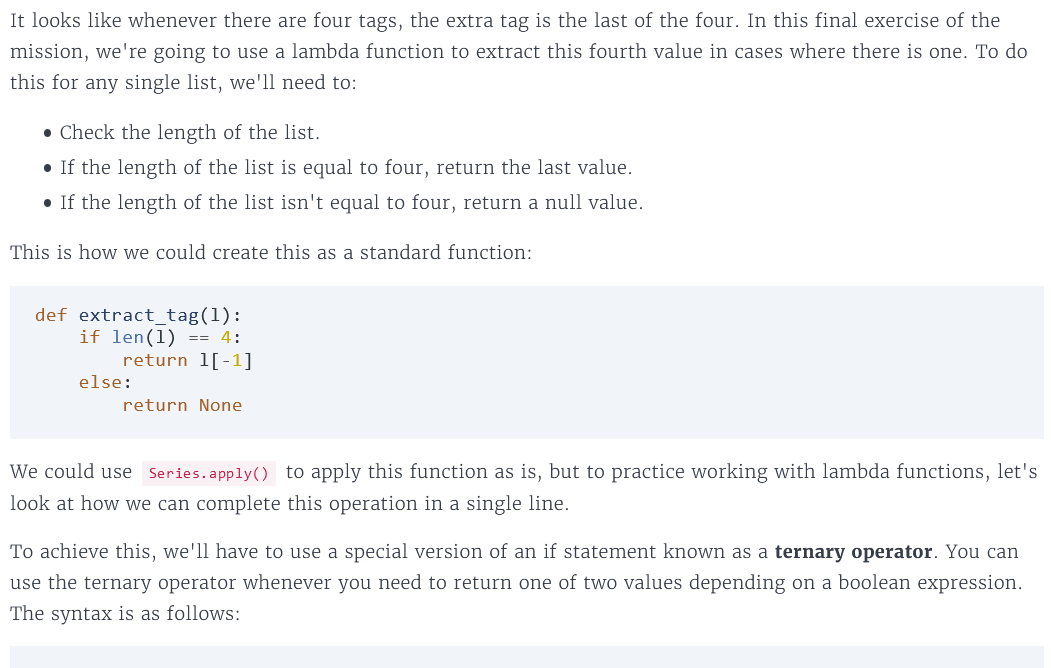 It looks like whenever there are four tags, the extra tag is the last of the four. In this final exercise of the
mission, we're going to use a lambda function to extract this fourth value in cases where there is one. To do
this for any single list, we'll need to:
• Check the length of the list.
• If the length of the list is equal to four, return the last value.
• If the length of the list isn't equal to four, return a null value.
This is how we could create this as a standard function:
def extract_tag(l):
    if len(l) == 4:
        return l[-1]
    else:
        return None
We could use Series.apply() to apply this function as is, but to practice working with lambda functions, let's
look at how we can complete this operation in a single line.
To achieve this, we'll have to use a special version of an if statement known as a ternary operator. You can
use the ternary operator whenever you need to return one of two values depending on a boolean expression.
The syntax is as follows: